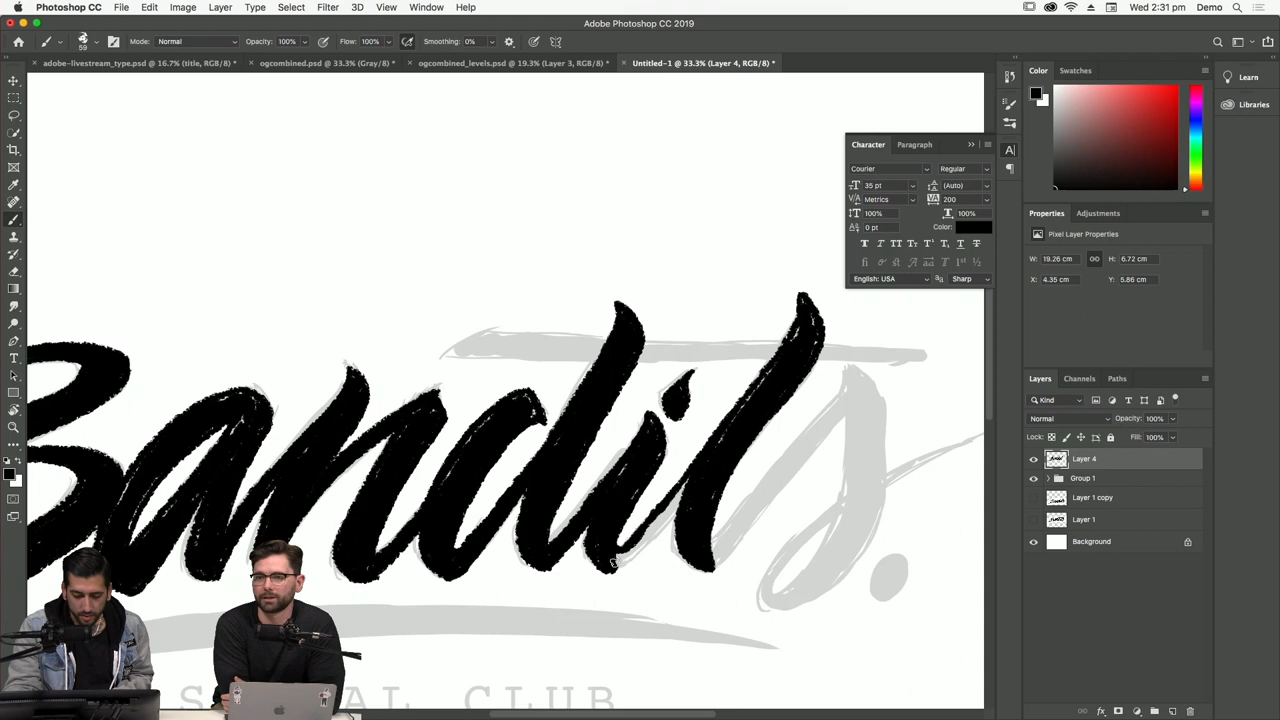 Photoshop CC File Edit Image Layer Type Select Filter 3D View Window Help Wed 2:31 pm Demo
Adobe Photoshop CC 2019
59 Mode: Normal Opacity: 100% Flow: 100% Smoothing: 0%
adobe-livestream_type.psd @ 16.7% (title, RGB/8) * ogcombined.psd @ 33.3% (Gray/8) * ogcombined_levels.psd @ 19.3% (Layer 3, RGB/8) * Untitled-1 @ 33.3% (Layer 4, RGB/8) *
Color Swatches
Learn
Libraries
Character Paragraph
Courier Regular
35 pt (Auto)
Metrics 200
100% 100%
0 pt Color:
English: USA Sharp
Properties Adjustments
Pixel Layer Properties
W: 19.26 cm H: 6.72 cm
X: 4.35 cm Y: 5.86 cm
Layers Channels Paths
Kind
Normal Opacity: 100%
Lock: Fill: 100%
Layer 4
Group 1
Layer 1 copy
Layer 1
Background
Bandits.
CLUB